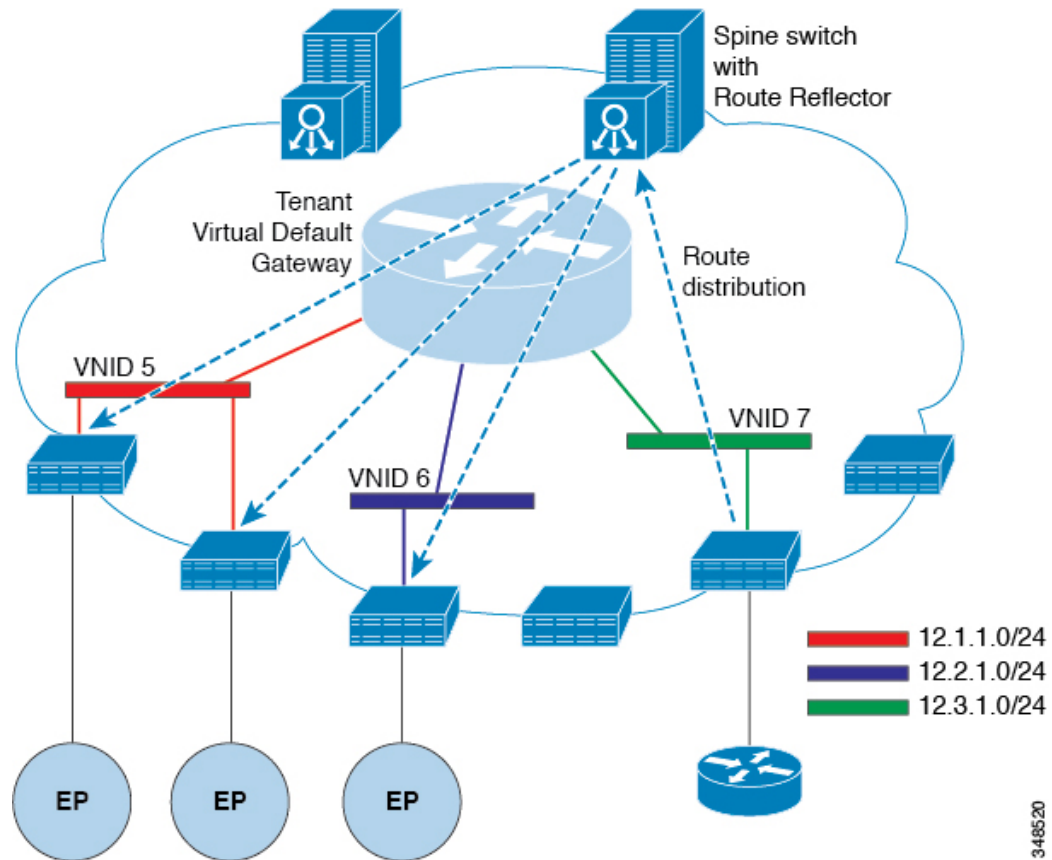 Spine switch
with
Route Reflector
Tenant
Virtual Default
Gateway
Route
distribution
VNID 5
VNID 7
VNID 6
12.1.1.0/24
12.2.1.0/24
12.3.1.0/24
EP
EP
EP
348520